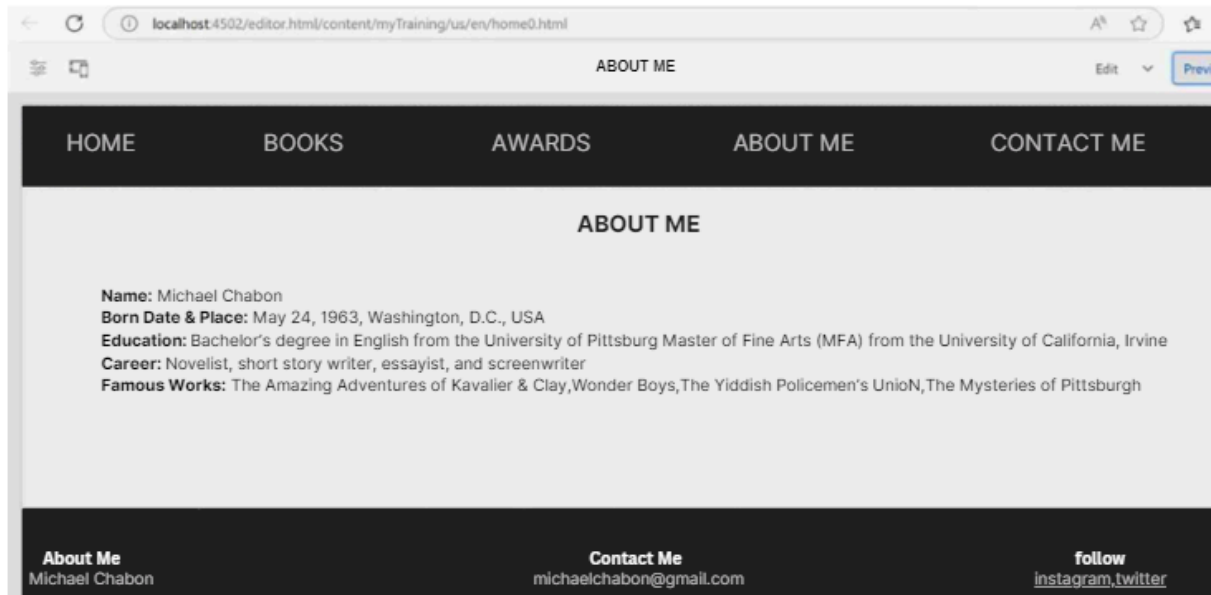 localhost:4502/editor.html/content/myTraining/us/en/home0.html
ABOUT ME Edit
HOME BOOKS AWARDS ABOUT ME CONTACT ME
ABOUT ME
Name: Michael Chabon
Born Date & Place: May 24, 1963, Washington, D.C., USA
Education: Bachelor's degree in English from the University of Pittsburg Master of Fine Arts (MFA) from the University of California, Irvine
Career: Novelist, short story writer, essayist, and screenwriter
Famous Works: The Amazing Adventures of Kavalier & Clay,Wonder Boys,The Yiddish Policemen's UnioN,The Mysteries of Pittsburgh
About Me Contact Me follow
Michael Chabon michaelchabon@gmail.com instagram,twitter